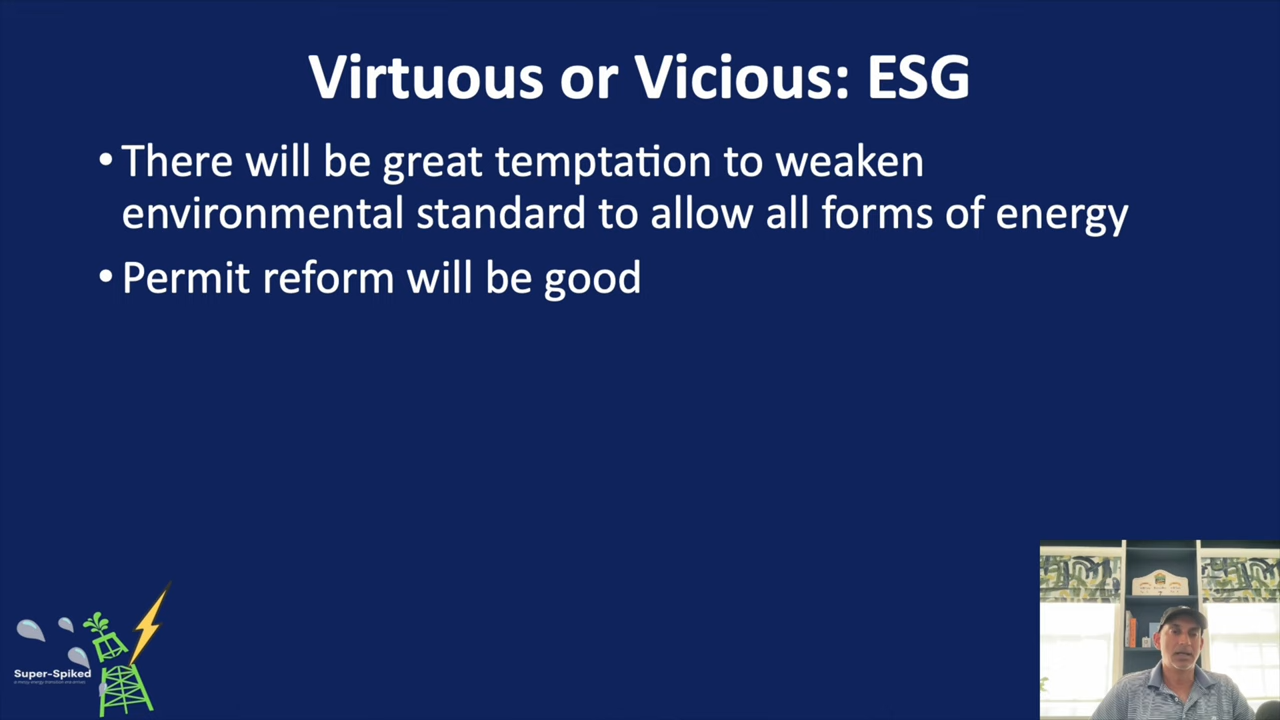 Virtuous or Vicious: ESG
• There will be great temptation to weaken
environmental standard to allow all forms of energy
• Permit reform will be good
Super-Spiked